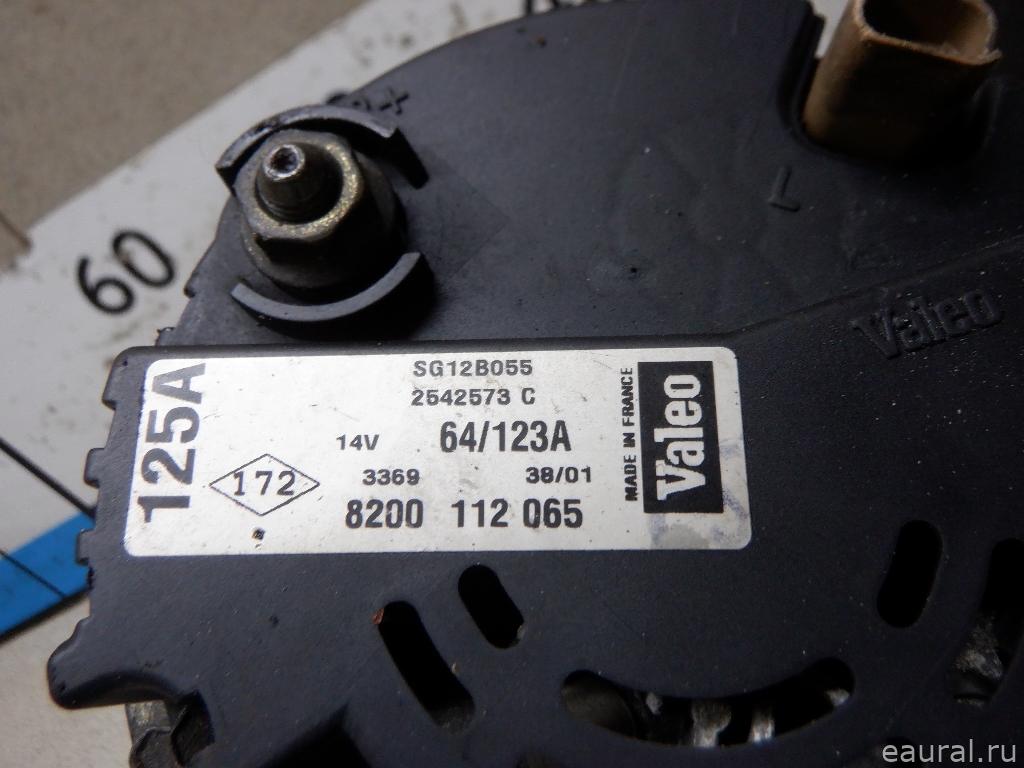 60
B+
L
Valeo
125A
SG12B055
2542573 C
14V 64/123A
172 3369 38/01
8200 112 065
MADE IN FRANCE
Valeo
eaural.ru